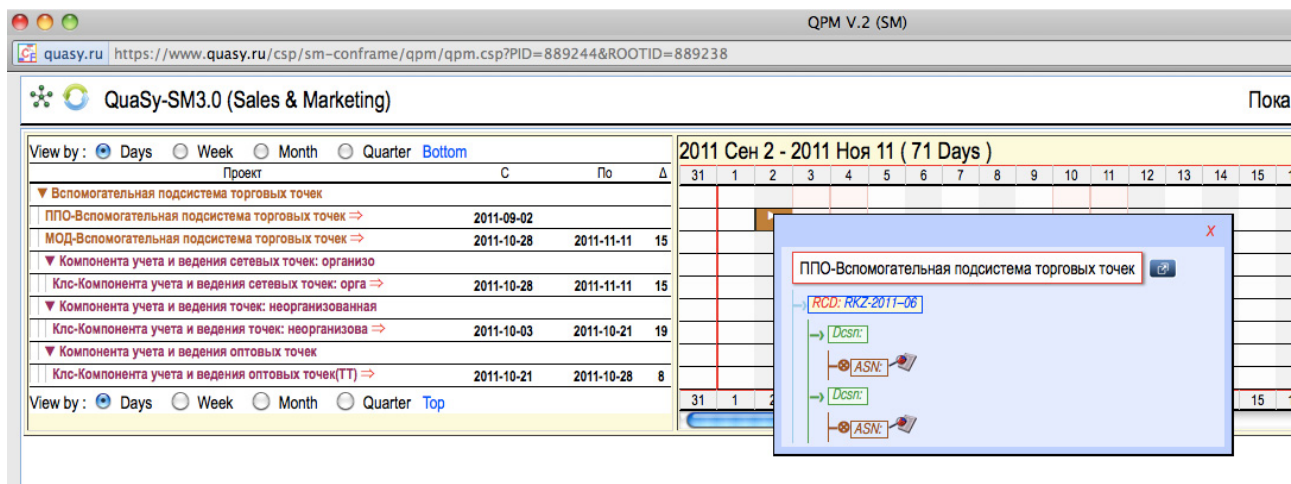 QPM V.2 (SM)
quasy.ru https://www.quasy.ru/csp/sm-conframe/qpm/qpm.csp?PID=889244&ROOTID=889238
QuaSy-SM3.0 (Sales & Marketing) Пока
View by : Days Week Month Quarter Bottom
2011 Сен 2 - 2011 Ноя 11 ( 71 Days )
Проект С По Δ
31 1 2 3 4 5 6 7 8 9 10 11 12 13 14 15 1
▼ Вспомогательная подсистема торговых точек
ППО-Вспомогательная подсистема торговых точек ⇒ 2011-09-02
МОД-Вспомогательная подсистема торговых точек ⇒ 2011-10-28 2011-11-11 15
▼ Компонента учета и ведения сетевых точек: организо
Клс-Компонента учета и ведения сетевых точек: орга ⇒ 2011-10-28 2011-11-11 15
▼ Компонента учета и ведения точек: неорганизованная
Клс-Компонента учета и ведения точек: неорганизова ⇒ 2011-10-03 2011-10-21 19
▼ Компонента учета и ведения оптовых точек
Клс-Компонента учета и ведения оптовых точек(ТТ) ⇒ 2011-10-21 2011-10-28 8
View by : Days Week Month Quarter Top
31 1 2 15 1
X
ППО-Вспомогательная подсистема торговых точек
RCD: RKZ-2011–06
Dcsn:
ASN:
Dcsn:
ASN: